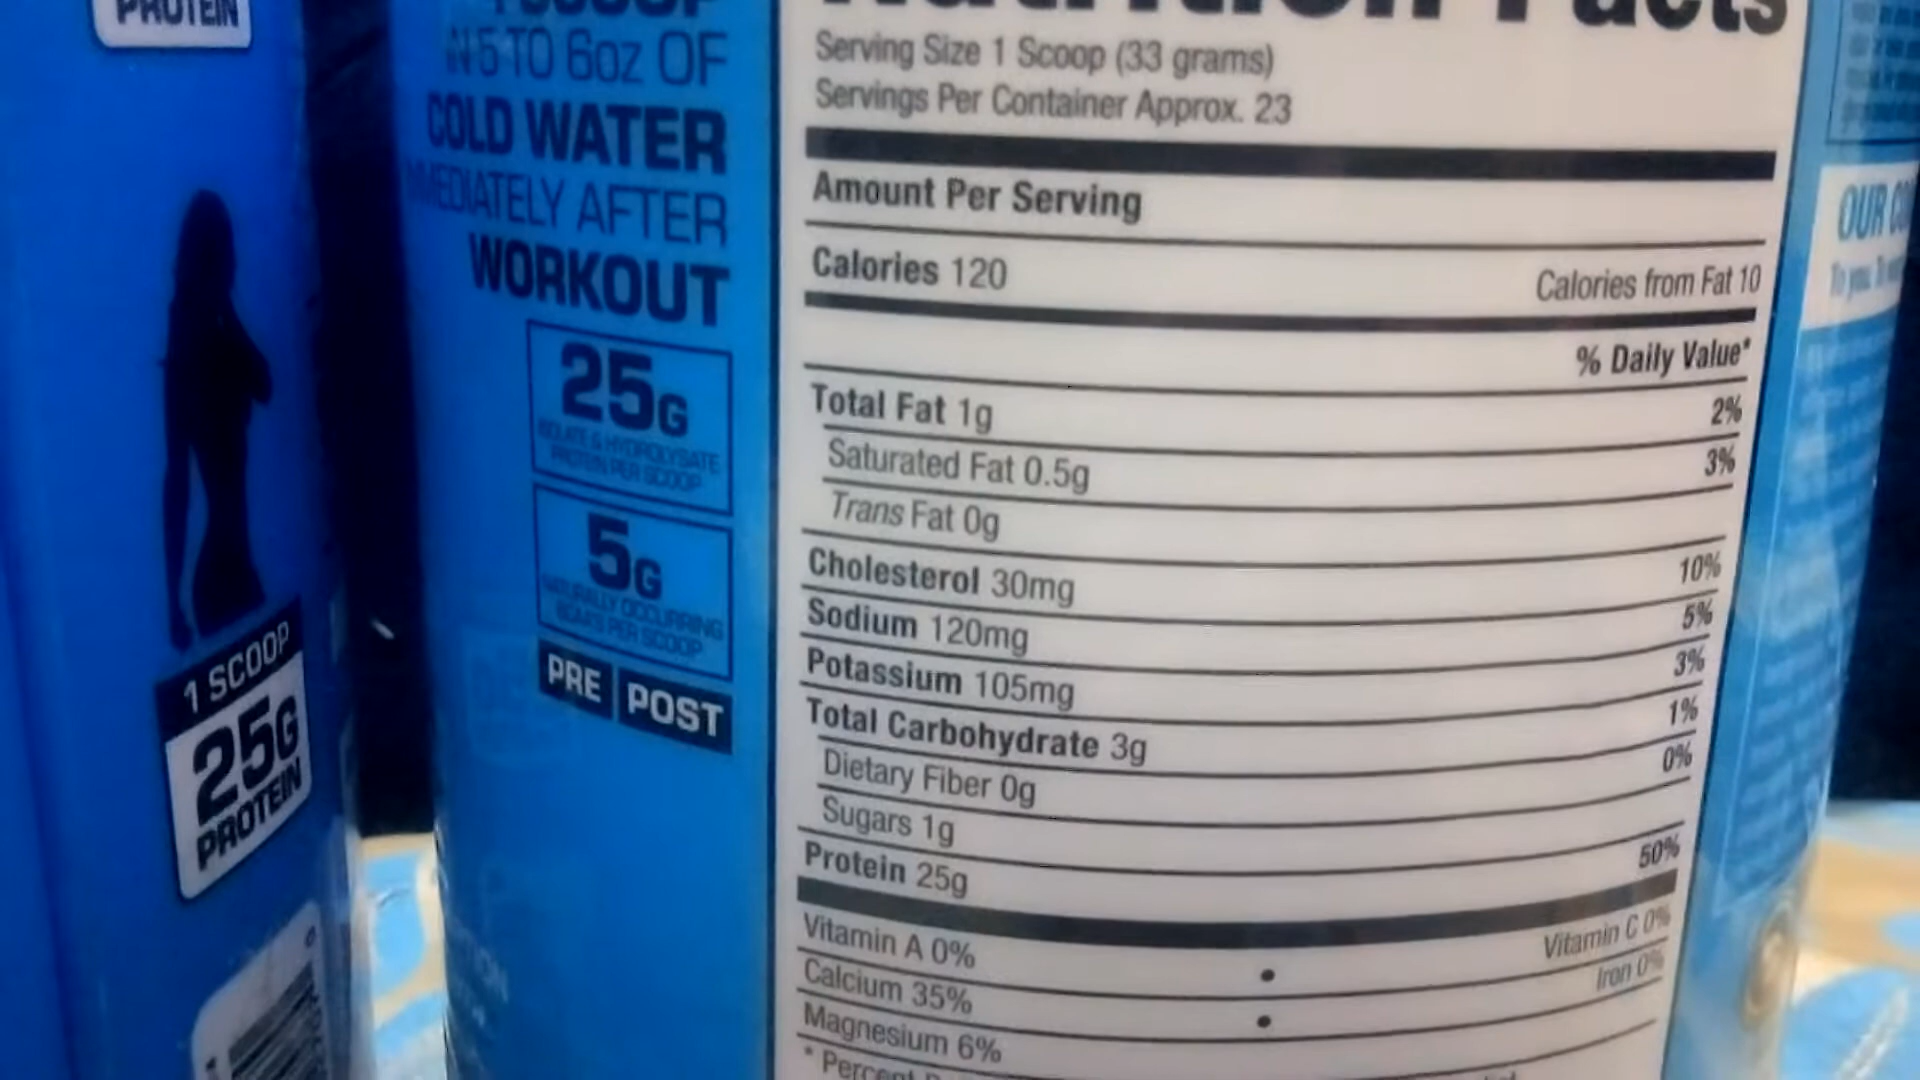 PROTEIN
1 SCOOP
25G
PROTEIN
1 SCOOP
IN 5 TO 6oz OF
COLD WATER
IMMEDIATELY AFTER
WORKOUT
25G
ISOLATE & HYDROLYSATE
PROTEIN PER SCOOP
5G
NATURALLY OCCURRING
BCAA'S PER SCOOP
PRE POST
Nutrition Facts
Serving Size 1 Scoop (33 grams)
Servings Per Container Approx. 23
Amount Per Serving
Calories 120 Calories from Fat 10
% Daily Value*
Total Fat 1g 2%
Saturated Fat 0.5g 3%
Trans Fat 0g
Cholesterol 30mg 10%
Sodium 120mg 5%
Potassium 105mg 3%
Total Carbohydrate 3g 1%
Dietary Fiber 0g 0%
Sugars 1g
Protein 25g 50%
Vitamin A 0% • Vitamin C 0%
Calcium 35% • Iron 0%
Magnesium 6%
* Percent
OUR
To you